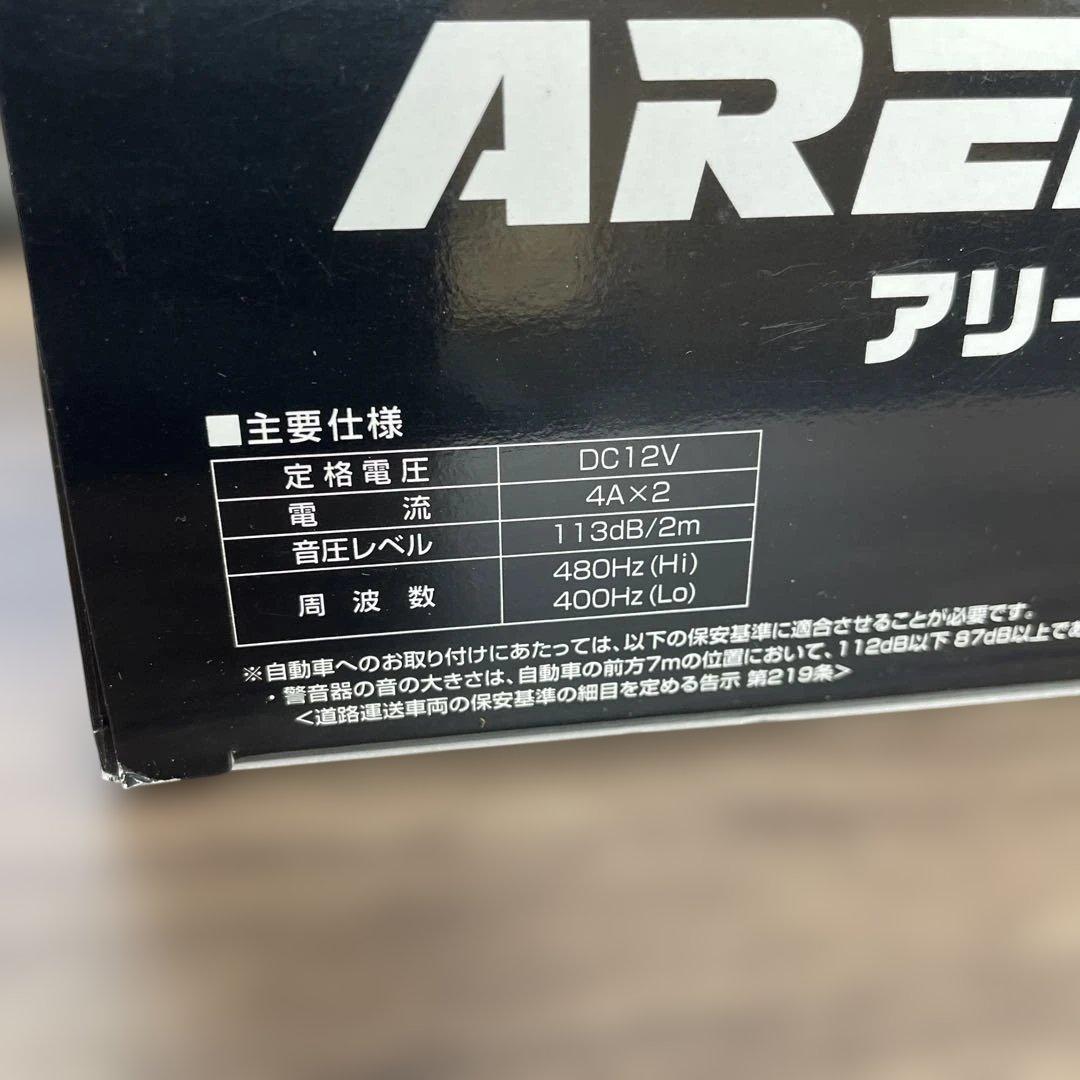 ARE
アリー
■主要仕様
定格電圧 DC12V
電流 4A×2
音圧レベル 113dB/2m
周波数 480Hz(Hi)
400Hz(Lo)
※自動車へのお取り付けにあたっては、以下の保安基準に適合させることが必要です。
・警音器の音の大きさは、自動車の前方7mの位置において、112dB以下 87dB以上であ
<道路運送車両の保安基準の細目を定める告示 第219条>